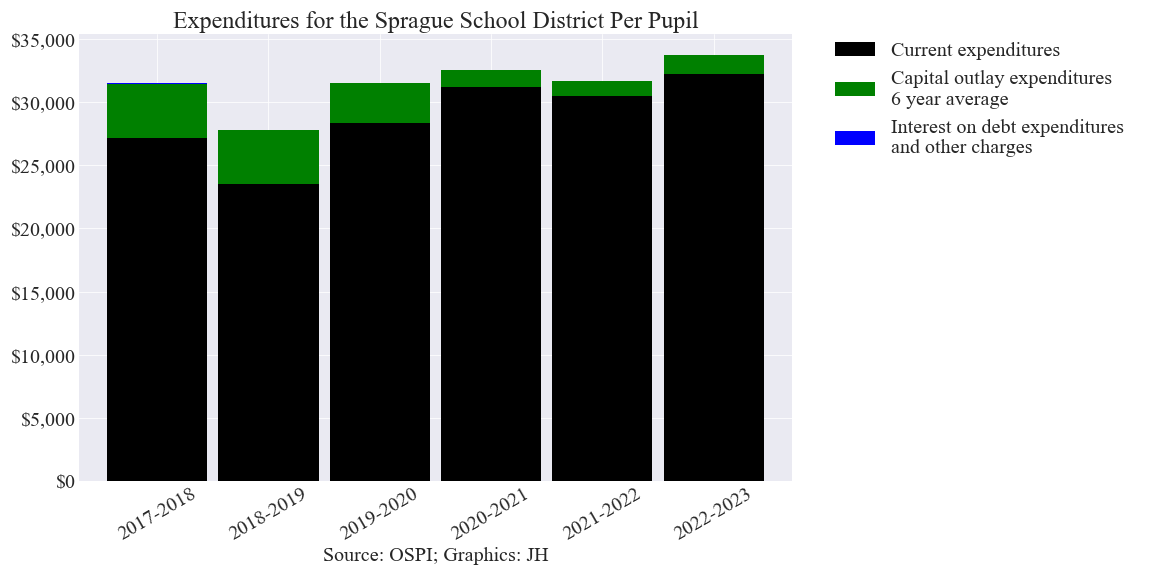 Expenditures for the Sprague School District Per Pupil
$35,000
$30,000
$25,000
$20,000
$15,000
$10,000
$5,000
$0
2017-2018
2018-2019
2019-2020
2020-2021
2021-2022
2022-2023
Source: OSPI; Graphics: JH
Current expenditures
Capital outlay expenditures
6 year average
Interest on debt expenditures
and other charges